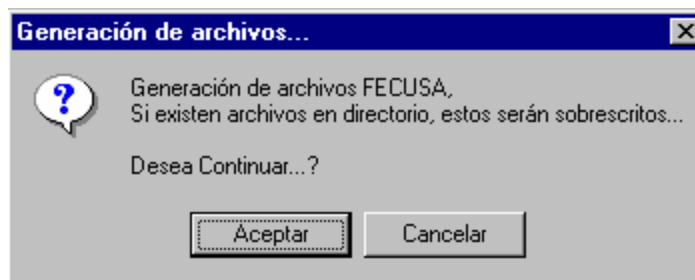 Generación de archivos...
Generación de archivos FECUSA,
Si existen archivos en directorio, estos serán sobrescritos...
Desea Continuar...?
Aceptar
Cancelar